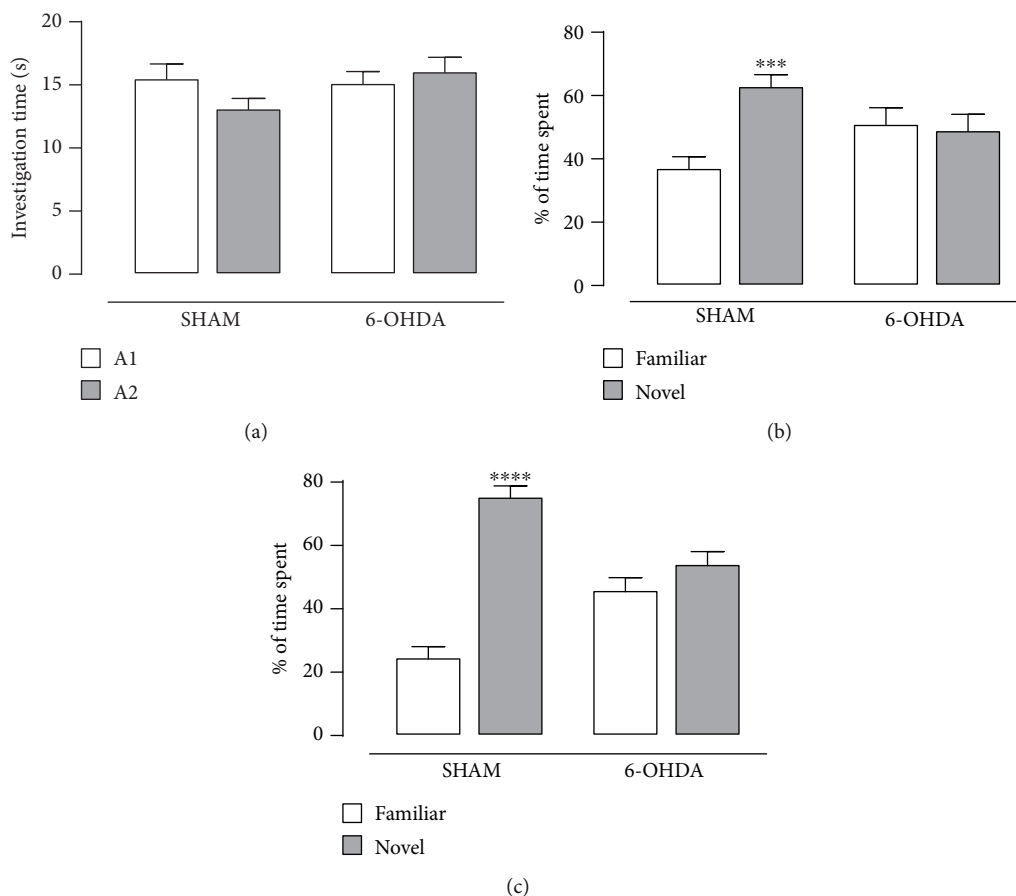 20
15
10
5
0
Investigation time (s)
SHAM 6-OHDA
A1
A2
(a)
80
60
40
20
0
% of time spent
***
SHAM 6-OHDA
Familiar
Novel
(b)
80
60
40
20
0
% of time spent
****
SHAM 6-OHDA
Familiar
Novel
(c)